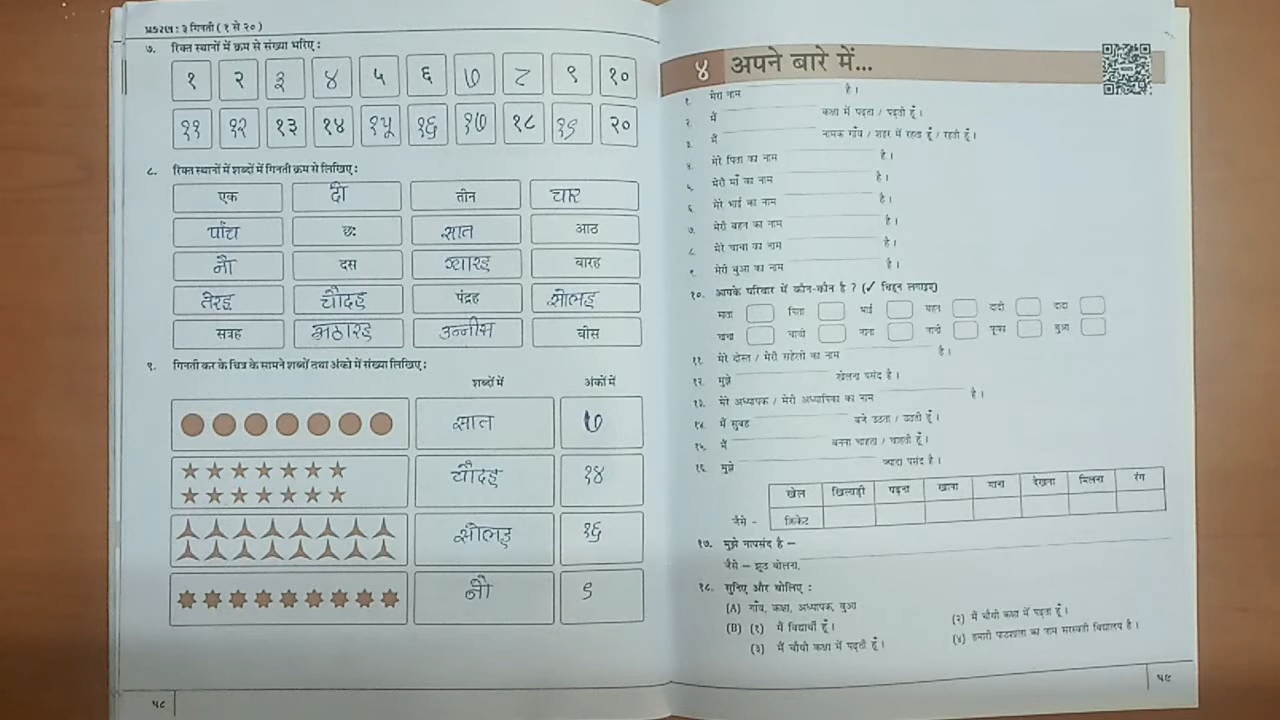 प्रकरण : ३ गिनती ( १ से २० )
७. रिक्त स्थानों में क्रम से संख्या भरिए :
१ २ ३ ४ ५ ६ ७ ८ ९ १०
११ १२ १३ १४ १५ १६ १७ १८ १९ २०
८. रिक्त स्थानों में शब्दों में गिनती क्रम से लिखिए :
एक दो तीन चार
पाँच छः सात आठ
नौ दस ग्यारह बारह
तेरह चौदह पंद्रह सोलह
सत्रह अठारह उन्नीस बीस
९. गिनती कर के चित्र के सामने शब्दों तथा अंको में संख्या लिखिए :
शब्दों में अंकों में
सात ७
चौदह १४
सोलह १६
नौ ९
५८
४ अपने बारे में...
१. मेरा नाम है ।
२. मैं कक्षा में पढ़ता / पढ़ती हूँ ।
३. मैं नामक गाँव / शहर में रहता हूँ / रहती हूँ ।
४. मेरे पिता का नाम है ।
५. मेरी माँ का नाम है ।
६. मेरे भाई का नाम है ।
७. मेरी बहन का नाम है ।
८. मेरे चाचा का नाम है ।
९. मेरी बुआ का नाम है ।
१०. आपके परिवार में कौन-कौन है ? (✓ चिह्न लगाइए)
माता पिता भाई बहन दादी दादा
चाचा चाची नाना नानी फूफा बुआ
११. मेरे दोस्त / मेरी सहेली का नाम है ।
१२. मुझे खेलना पसंद है ।
१३. मेरे अध्यापक / मेरी अध्यापिका का नाम है ।
१४. मैं सुबह बजे उठता / उठती हूँ ।
१५. मैं बनना चाहता / चाहती हूँ ।
१६. मुझे ज्यादा पसंद है ।
खेल खिलाड़ी पढ़ना खाना गाना देखना मिलना रंग
जैसे - क्रिकेट
१७. मुझे नापसंद है –
जैसे – झूठ बोलना,
१८. सुनिए और बोलिए :
(A) गाँव, कक्षा, अध्यापक, बुआ
(B) (१) मैं विद्यार्थी हूँ । (२) मैं चौथी कक्षा में पढ़ता हूँ ।
(३) मैं चौथी कक्षा में पढ़ती हूँ । (४) हमारी पाठशाला का नाम सरस्वती विद्यालय है ।
५९